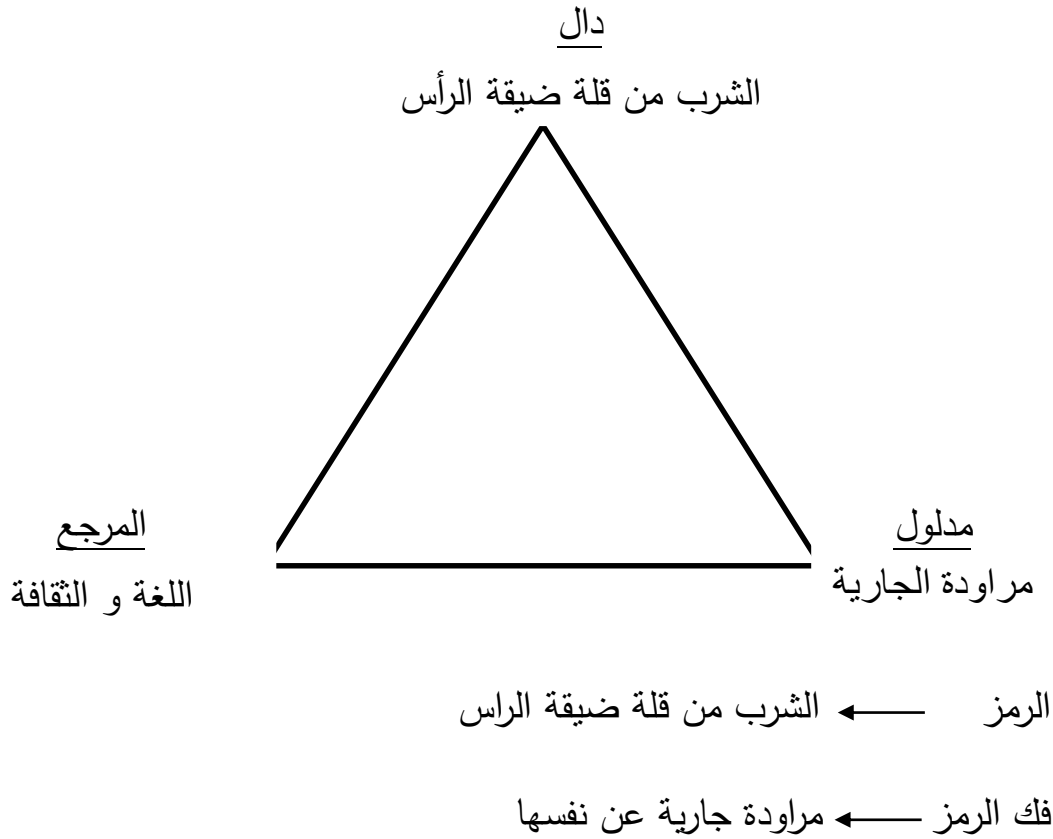 دال
الشرب من قلة ضيقة الرأس
المرجع
اللغة و الثقافة
مدلول
مراودة الجارية
الرمز ← الشرب من قلة ضيقة الراس
فك الرمز ← مراودة جارية عن نفسها